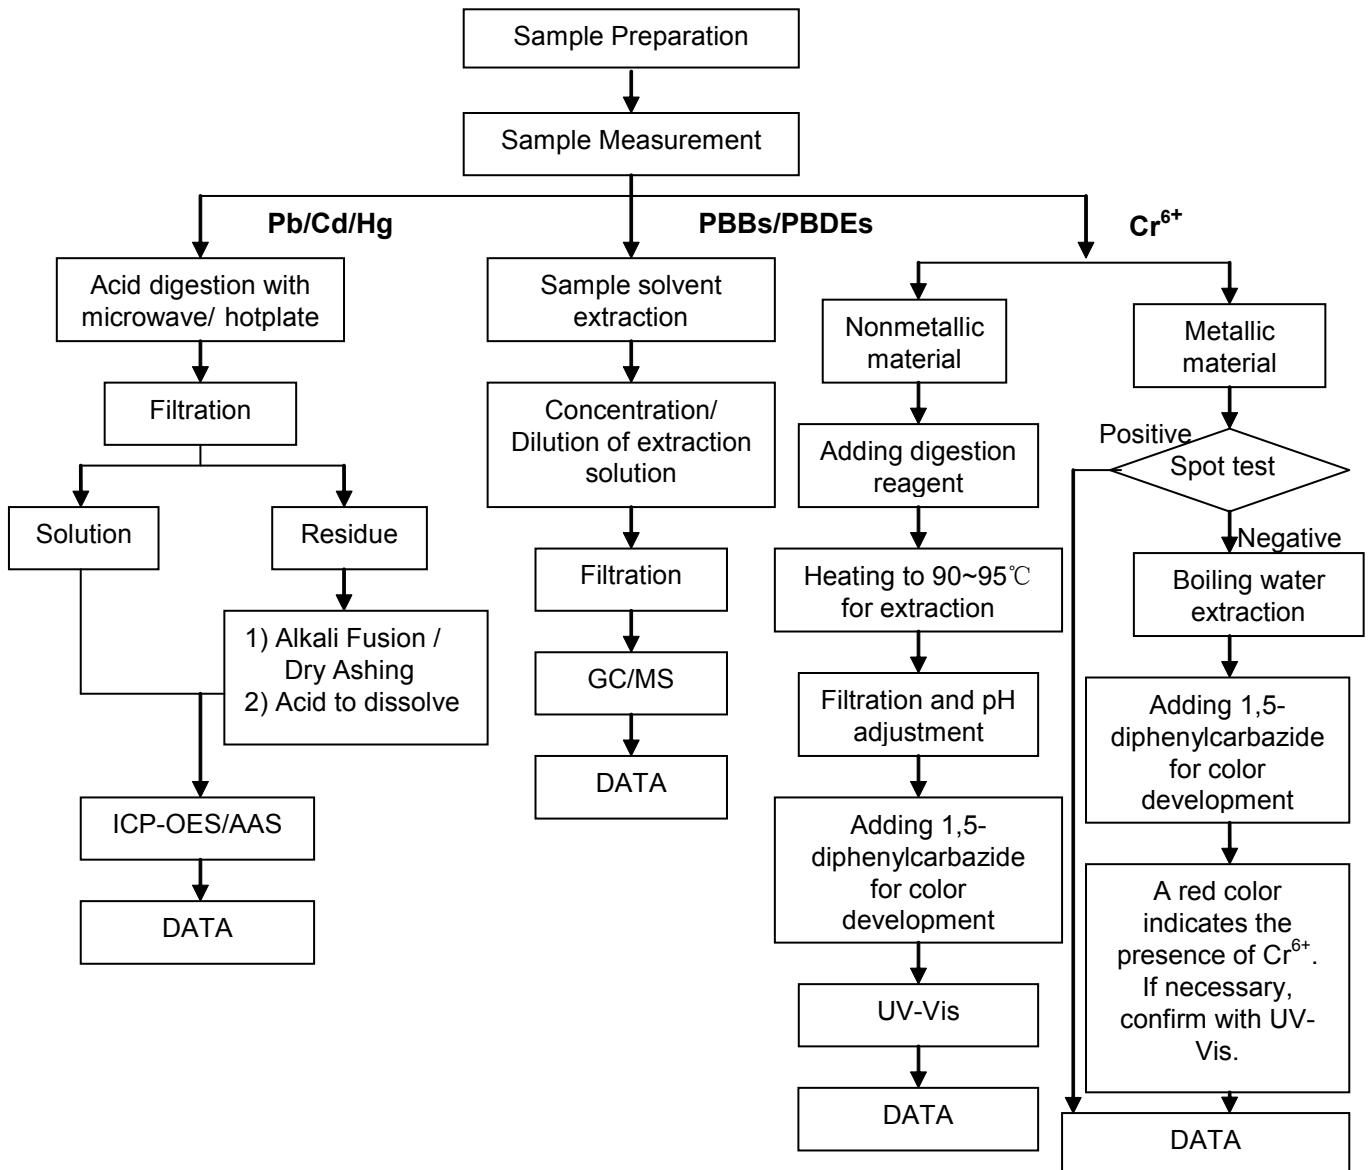 Sample Preparation
Sample Measurement
Pb/Cd/Hg
PBBs/PBDEs
Cr⁶⁺
Acid digestion with
microwave/ hotplate
Filtration
Solution
Residue
1) Alkali Fusion /
Dry Ashing
2) Acid to dissolve
ICP-OES/AAS
DATA
Sample solvent
extraction
Concentration/
Dilution of extraction
solution
Filtration
GC/MS
DATA
Nonmetallic
material
Adding digestion
reagent
Heating to 90~95℃
for extraction
Filtration and pH
adjustment
Adding 1,5-
diphenylcarbazide
for color
development
UV-Vis
DATA
Metallic
material
Positive
Spot test
Negative
Boiling water
extraction
Adding 1,5-
diphenylcarbazide
for color
development
A red color
indicates the
presence of Cr⁶⁺.
If necessary,
confirm with UV-
Vis.
DATA